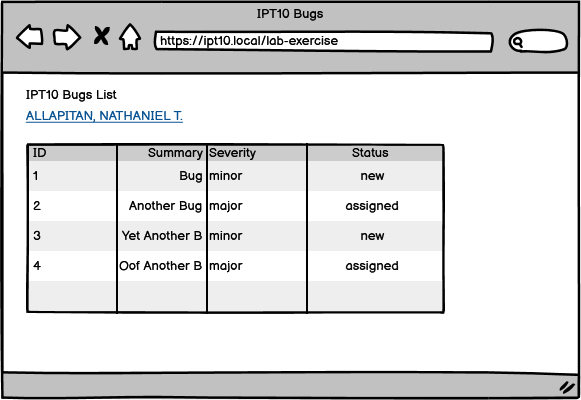 IPT10 Bugs
https://ipt10.local/lab-exercise
IPT10 Bugs List
ALLAPITAN, NATHANIEL T.
ID Summary Severity Status
1 Bug minor new
2 Another Bug major assigned
3 Yet Another B minor new
4 Oof Another B major assigned